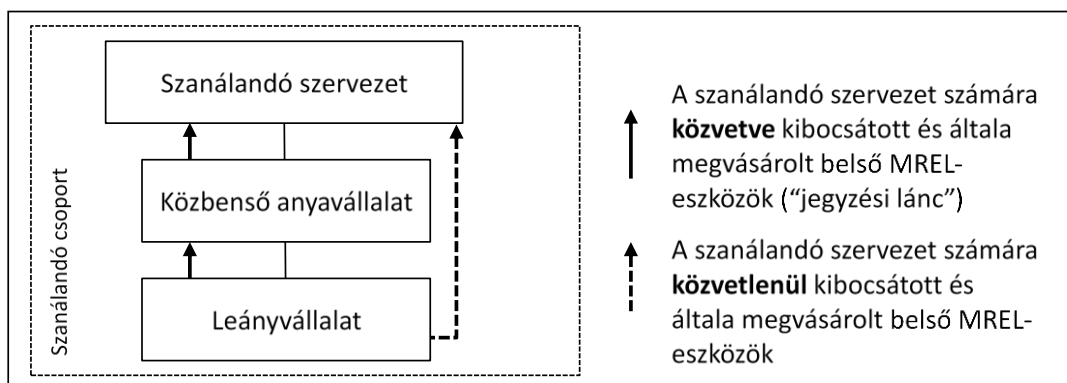 Szanálandó csoport
Szanálandó szervezet
Közbenső anyavállalat
Leányvállalat
A szanálandó szervezet számára
közvetve kibocsátott és általa
megvásárolt belső MREL-
eszközök (“jegyzési lánc”)
A szanálandó szervezet számára
közvetlenül kibocsátott és
általa megvásárolt belső MREL-
eszközök